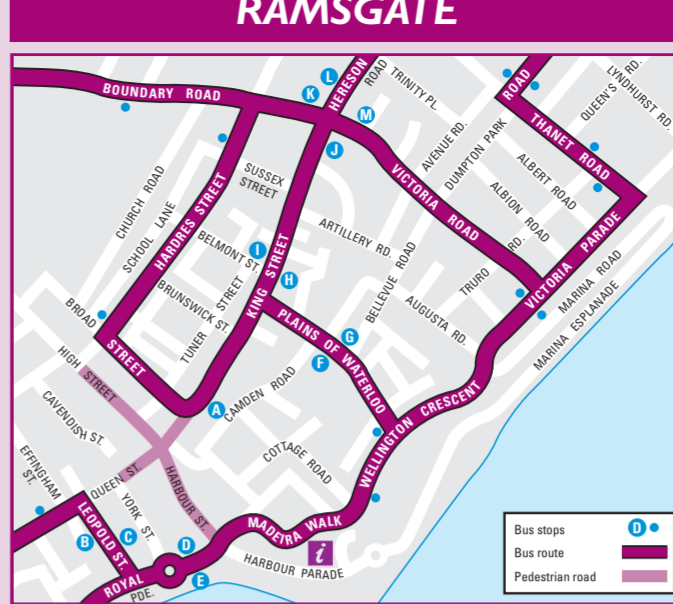 RAMSGATE
BOUNDARY ROAD
L
K
HERESON
ROAD
TRINITY PL.
M
J
AVENUE RD.
DUMPTON PARK
ROAD
QUEEN'S RD.
LYNDHURST RD.
THANET ROAD
ALBERT ROAD
ALBION ROAD
VICTORIA ROAD
CHURCH ROAD
SCHOOL LANE
HARDRES STREET
SUSSEX
STREET
BELMONT ST.
BRUNSWICK ST.
TUNER STREET
I
H
KING STREET
ARTILLERY RD.
BELLEVUE ROAD
AUGUSTA RD.
TRURO RD.
VICTORIA PARADE
MARINA ROAD
MARINA ESPLANADE
BROAD
STREET
PLAINS OF WATERLOO
G
F
HIGH STREET
A
CAMDEN ROAD
WELLINGTON CRESCENT
CAVENDISH ST.
COTTAGE ROAD
EFFINGHAM
ST.
QUEEN ST.
YORK ST.
HARBOUR ST.
LEOPOLD ST.
B
C
D
E
MADEIRA WALK
i
HARBOUR PARADE
ROYAL
PDE.
Bus stops D
Bus route
Pedestrian road